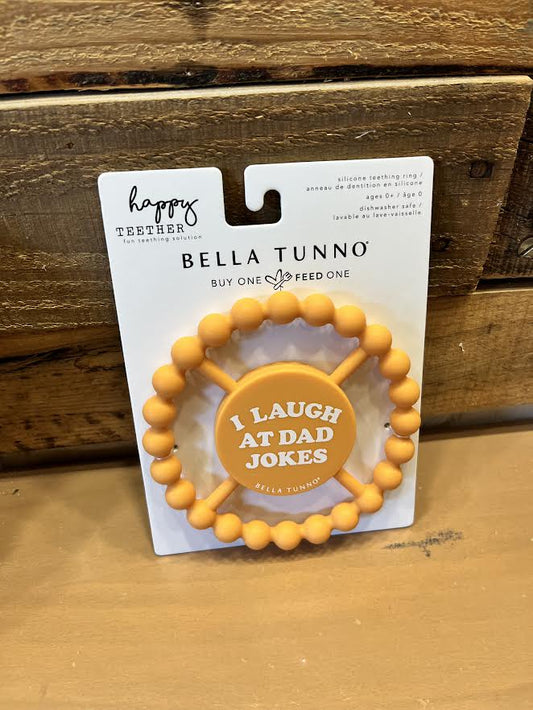 happy
TEETHER
fun teething solution
silicone teething ring /
anneau de dentition en silicone
ages 0+ / âge 0
dishwasher safe /
lavable au lave-vaisselle
BELLA TUNNO®
BUY ONE FEED ONE
I LAUGH
AT DAD
JOKES
BELLA TUNNO®